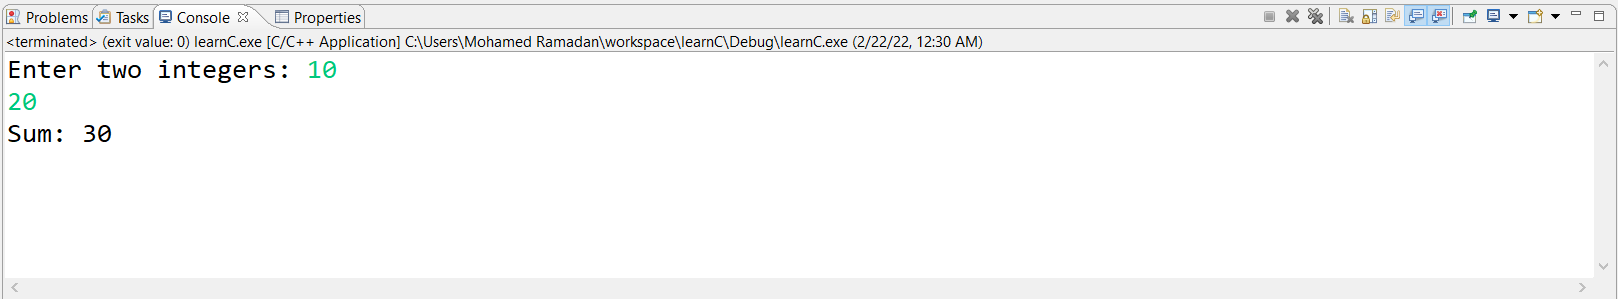 Problems Tasks Console Properties
<terminated> (exit value: 0) learnC.exe [C/C++ Application] C:\Users\Mohamed Ramadan\workspace\learnC\Debug\learnC.exe (2/22/22, 12:30 AM)
Enter two integers: 10
20
Sum: 30